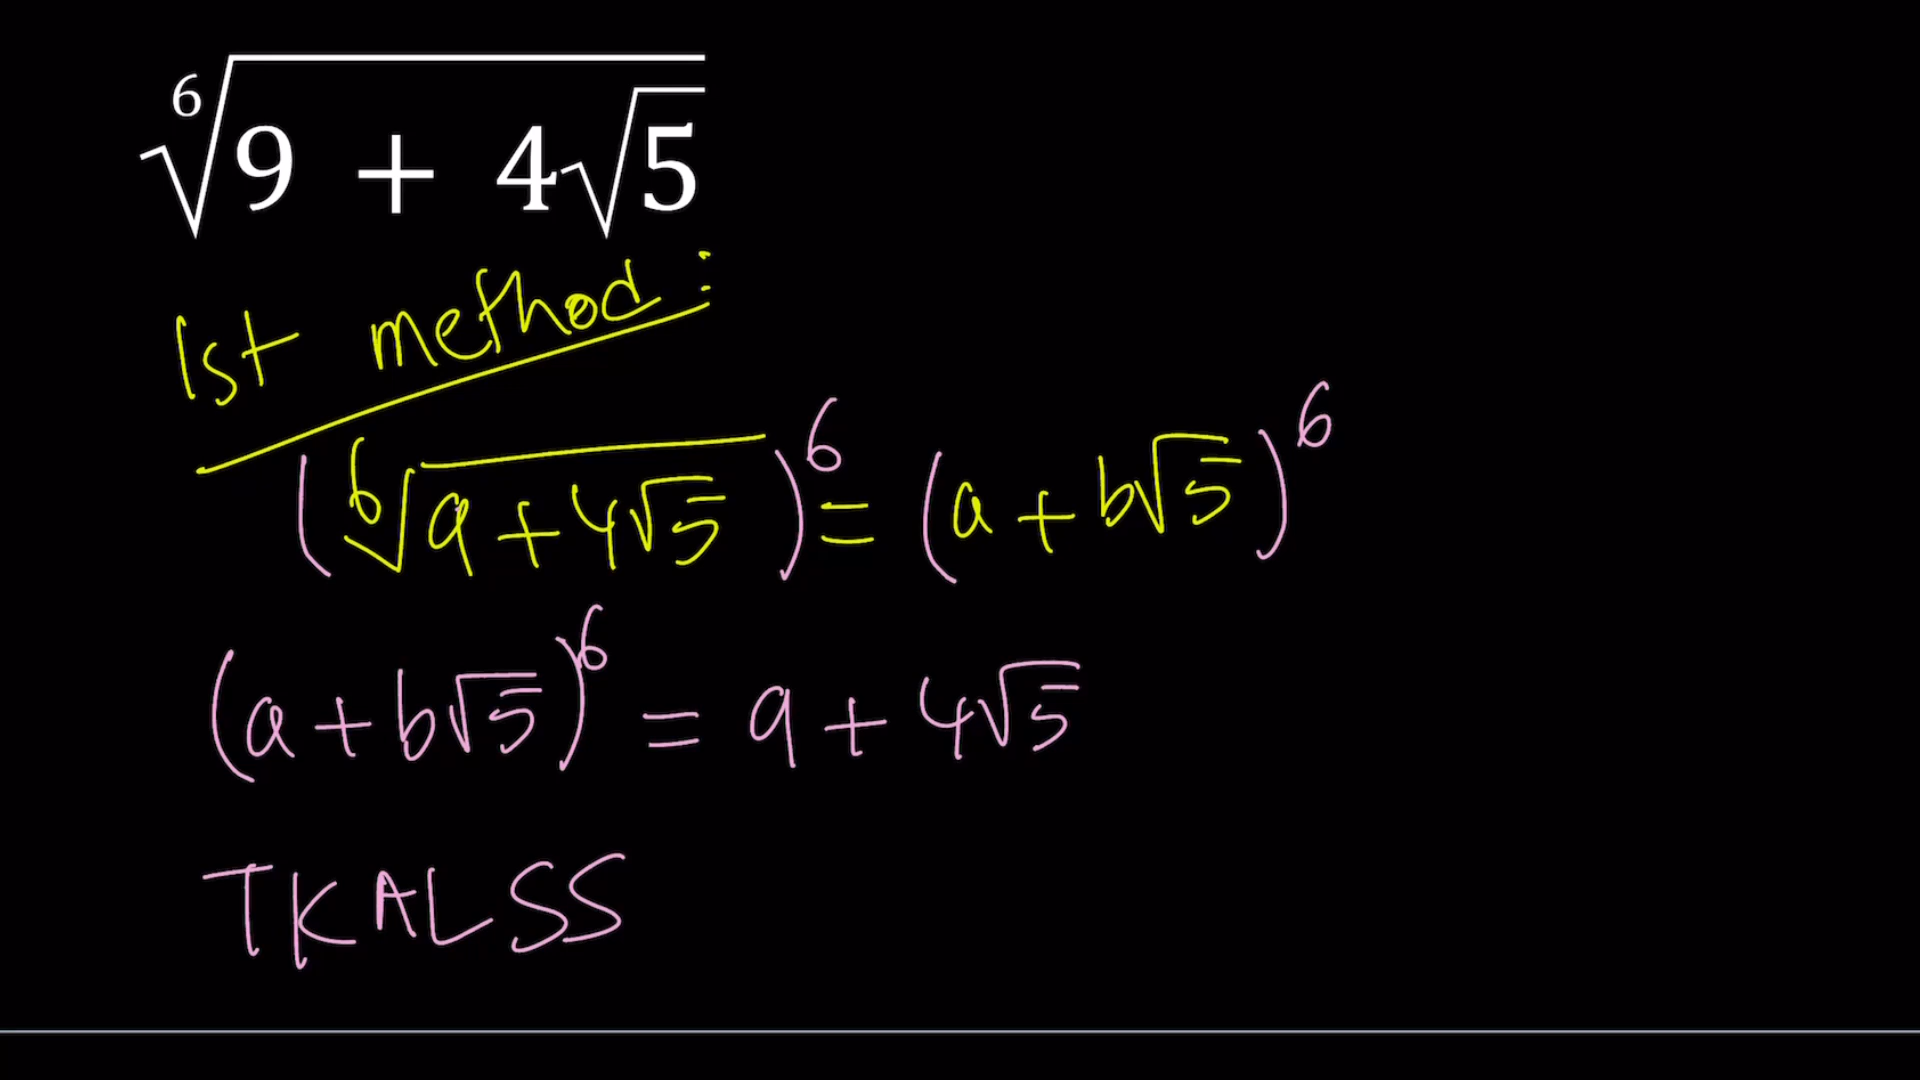 ⁶√(9 + 4√5)
1st method:
(⁶√(9+4√5))⁶ = (a+b√5)⁶
(a+b√5)⁶ = 9+4√5
TKALSS